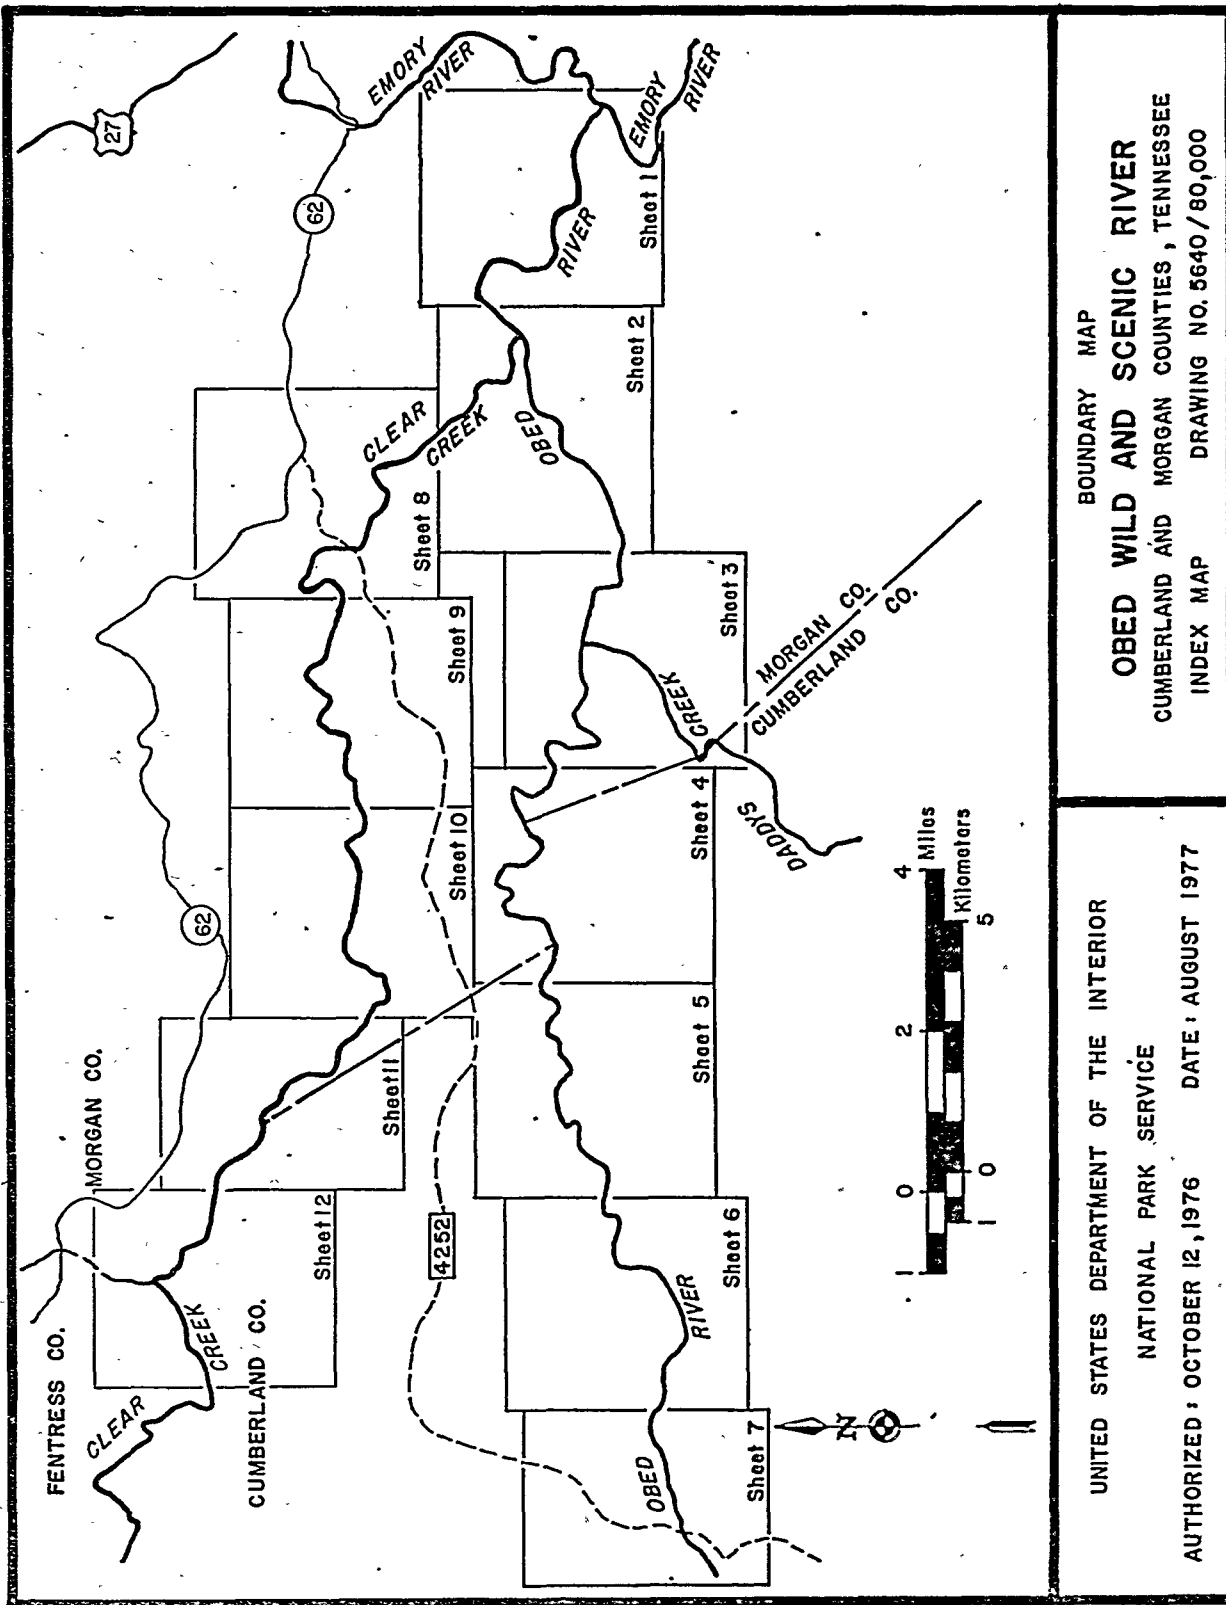 27
EMORY
RIVER
62
EMORY
RIVER
Sheet 1
RIVER
Sheet 2
CLEAR
CREEK
OBED
Sheet 8
Sheet 3
Sheet 9
MORGAN CO.
CUMBERLAND CO.
CREEK
DADDYS
Sheet 4
Sheet 10
62
Sheet 5
Sheet 11
MORGAN CO.
Sheet 12
4252
Sheet 6
RIVER
FENTRESS CO.
CLEAR
CREEK
CUMBERLAND CO.
OBED
Sheet 7
N
1 0 2 4 Miles
1 0 5 Kilometers
UNITED STATES DEPARTMENT OF THE INTERIOR
NATIONAL PARK SERVICE
AUTHORIZED: OCTOBER 12, 1976 DATE: AUGUST 1977
BOUNDARY MAP
OBED WILD AND SCENIC RIVER
CUMBERLAND AND MORGAN COUNTIES, TENNESSEE
INDEX MAP DRAWING NO. 5640/80,000